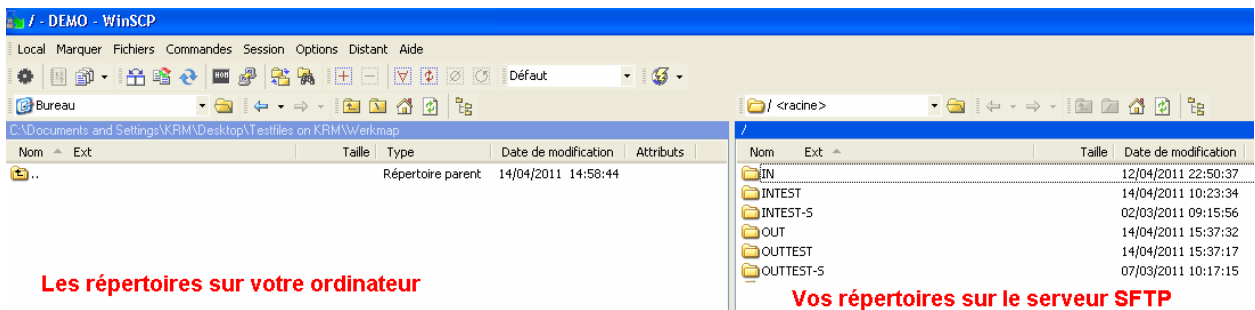 / - DEMO - WinSCP
Local Marquer Fichiers Commandes Session Options Distant Aide
Défaut
Bureau
/ <racine>
C:\Documents and Settings\KRM\Desktop\Testfiles on KRM\Werkmap
/
Nom Ext Taille Type Date de modification Attributs
.. Répertoire parent 14/04/2011 14:58:44
Nom Ext Taille Date de modification
IN 12/04/2011 22:50:37
INTEST 14/04/2011 10:23:34
INTEST-S 02/03/2011 09:15:56
OUT 14/04/2011 15:37:32
OUTTEST 14/04/2011 15:37:17
OUTTEST-S 07/03/2011 10:17:15
Les répertoires sur votre ordinateur
Vos répertoires sur le serveur SFTP